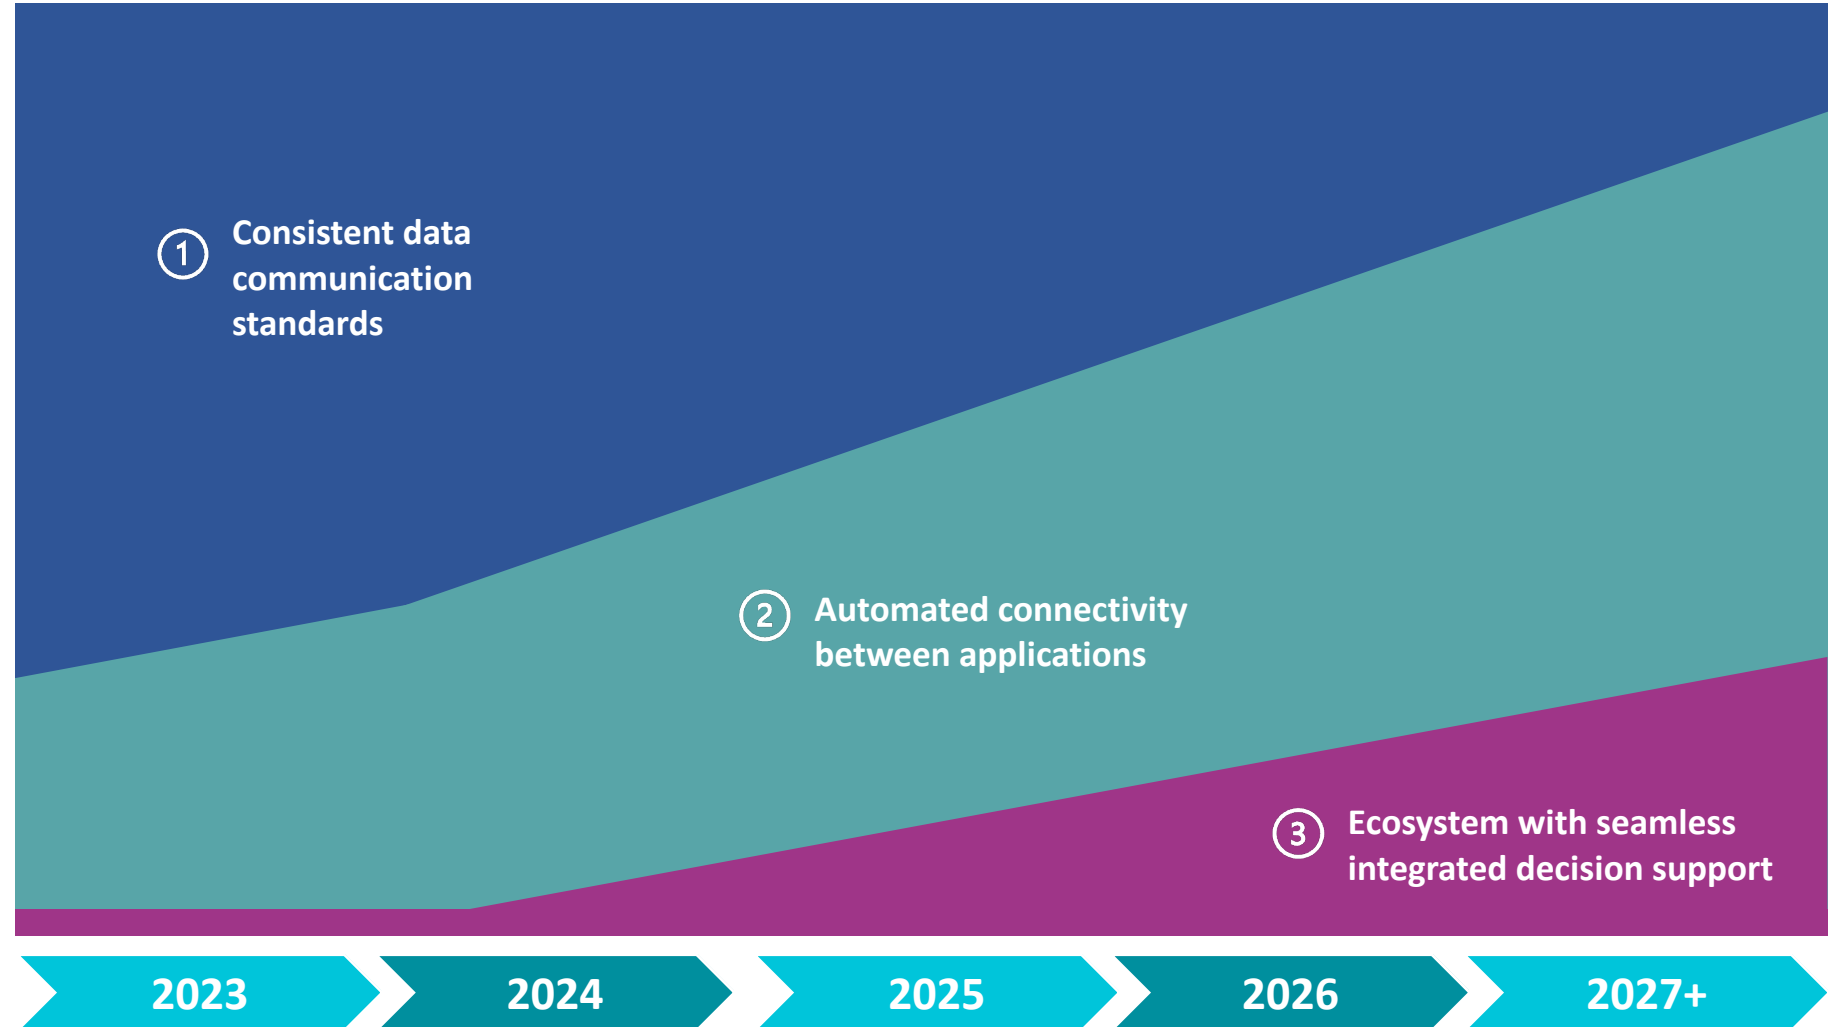 1 Consistent data
communication
standards
2 Automated connectivity
between applications
3 Ecosystem with seamless
integrated decision support
2023 2024 2025 2026 2027+